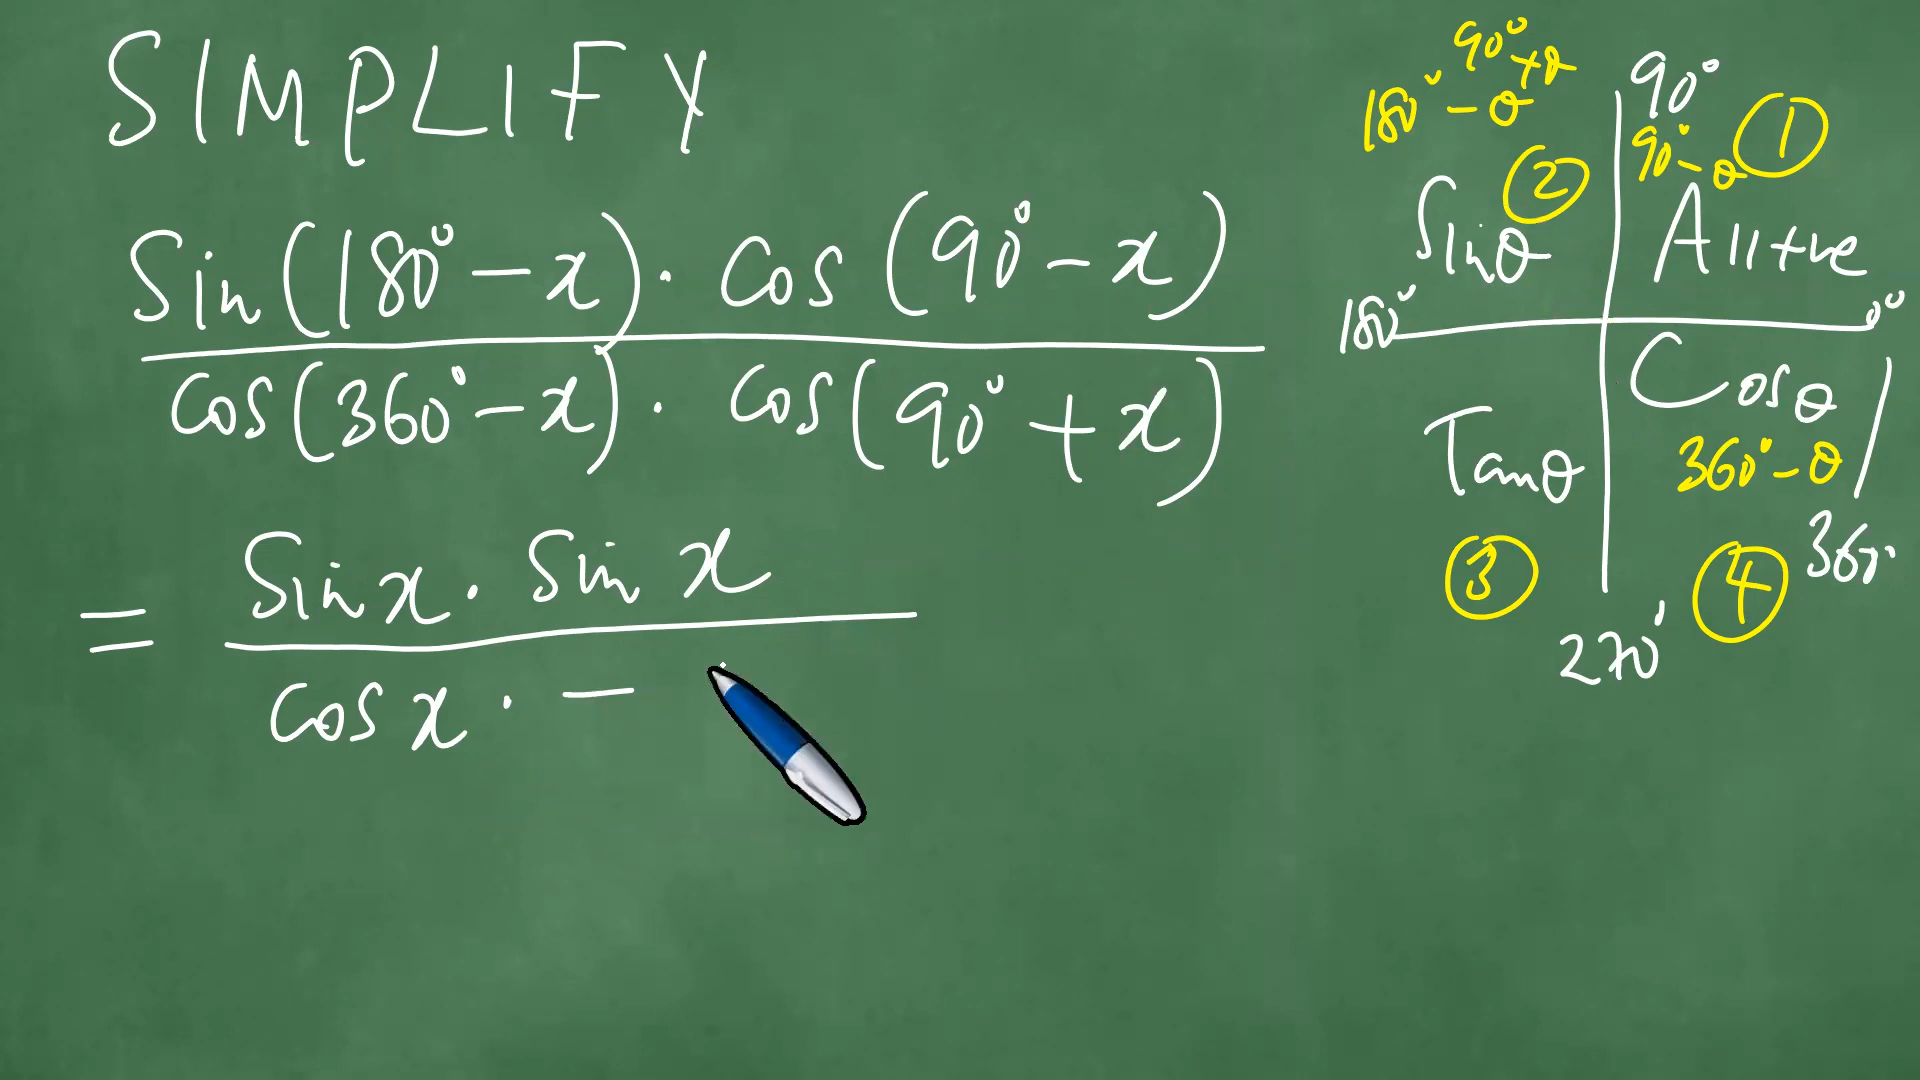 SIMPLIFY
Sin(180° - x) · Cos(90° - x)
Cos(360° - x) · Cos(90° + x)
= Sin x · Sin x
Cos x · -
90° + θ
180° - θ
90°
90° - θ
1
2
Sinθ
All +ve
180°
0°
Cosθ
Tanθ
360° - θ
360°
3
4
270°